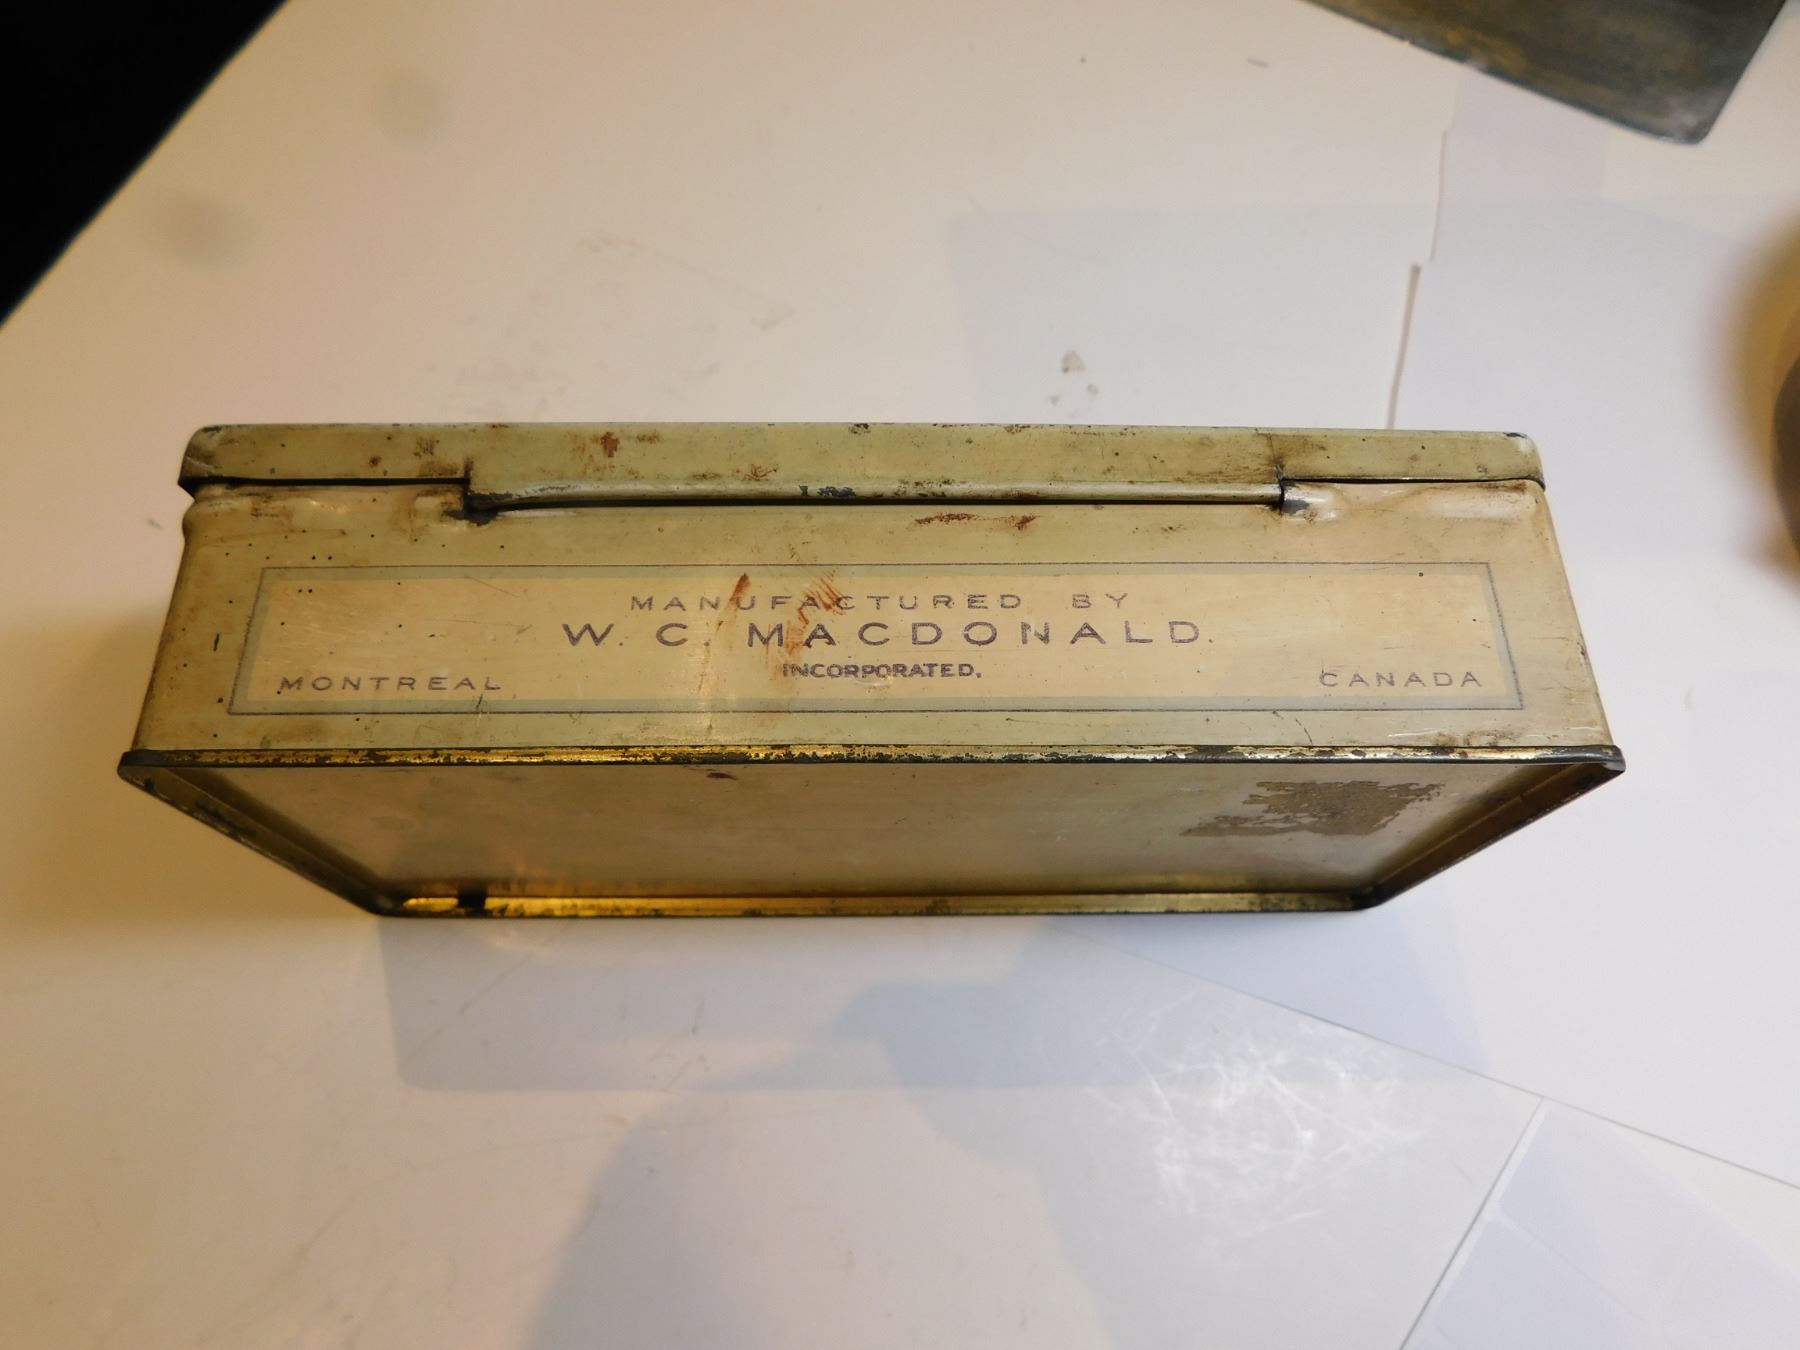 MANUFACTURED BY
W. C. MACDONALD.
INCORPORATED.
MONTREAL CANADA